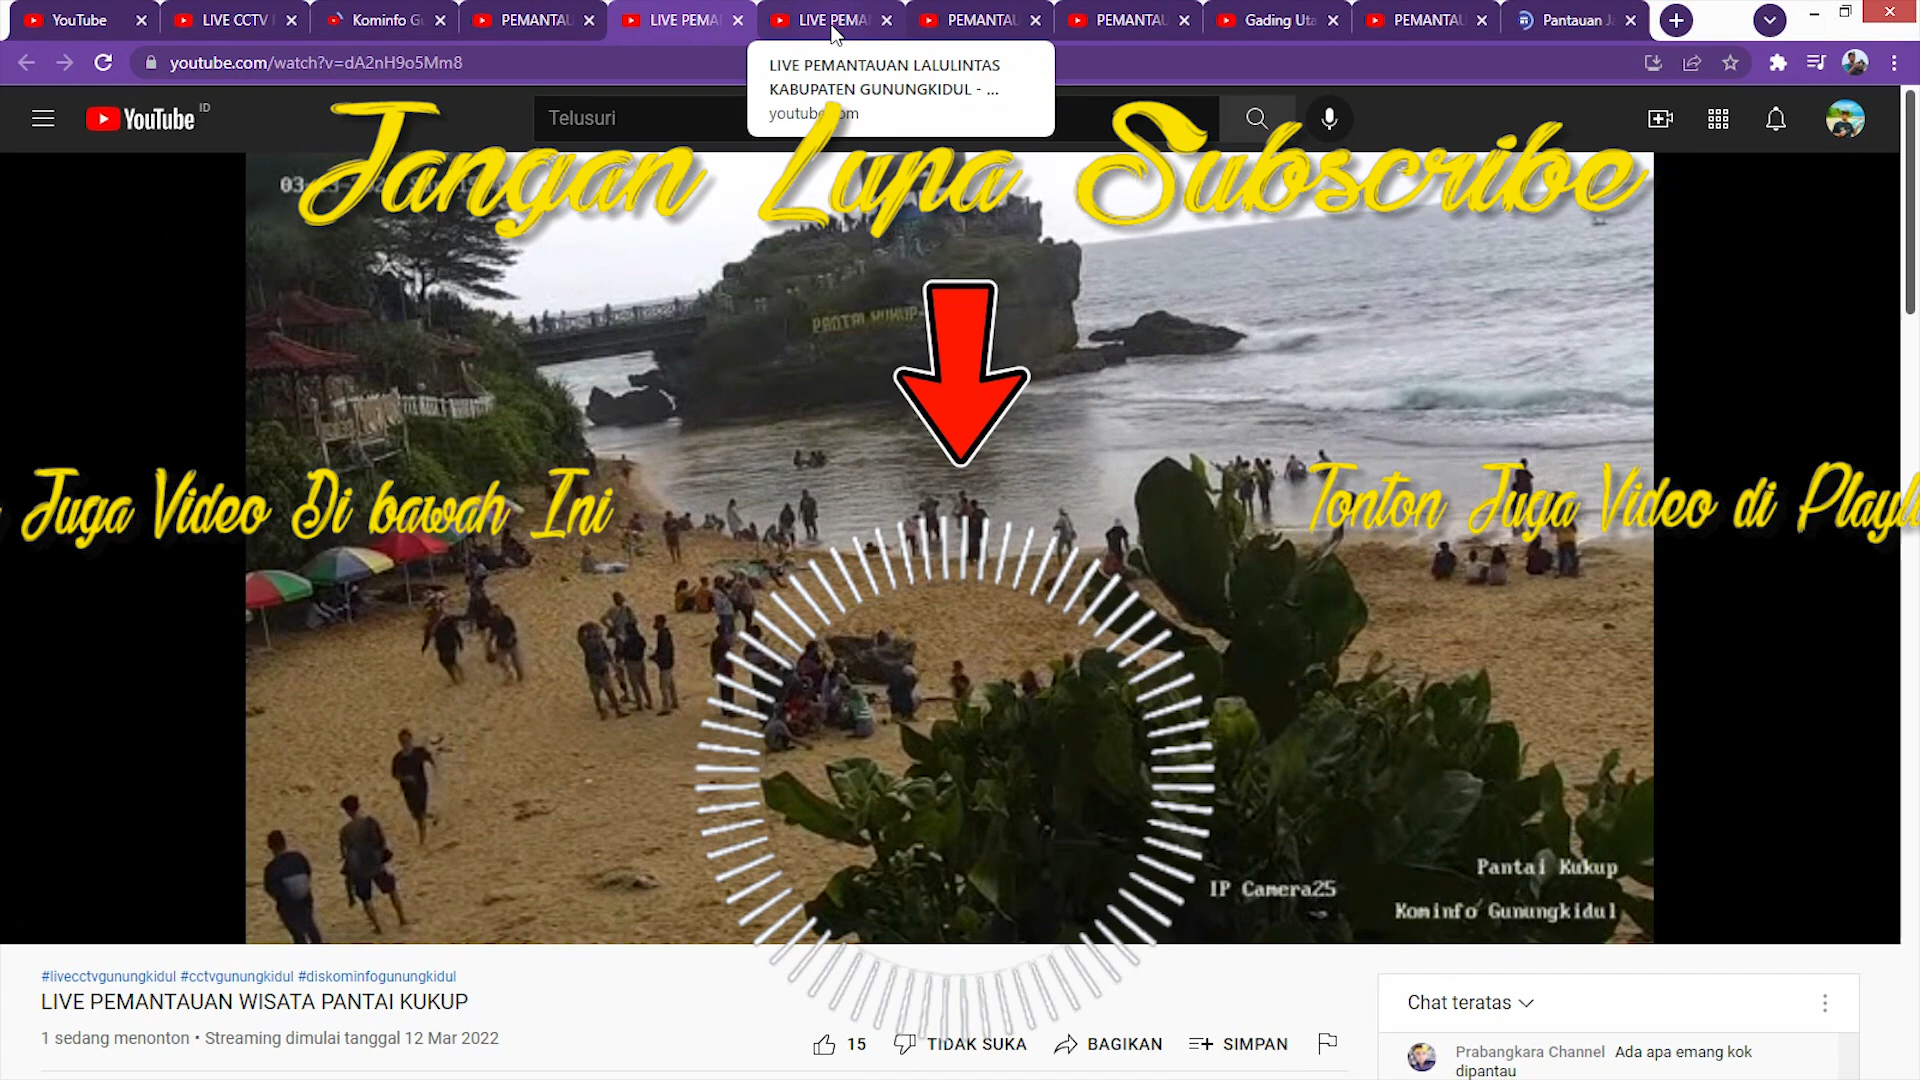 YouTube
LIVE CCTV
Kominfo G
PEMANTAU
LIVE PEMA
LIVE PEMA
PEMANTAU
PEMANTAU
Gading Uta
PEMANTAU
Pantauan J
youtube.com/watch?v=dA2nH9o5Mm8
LIVE PEMANTAUAN LALULINTAS
KABUPATEN GUNUNGKIDUL - ...
YouTube ID
Telusuri
Jangan Lupa Subscribe
PANTAI KUKUP
Juga Video Di bawah Ini
Tonton Juga Video di Playl
Pantai Kukup
IP Camera25
Kominfo Gunungkidul
#livecctvgunungkidul #cctvgunungkidul #diskominfogunungkidul
LIVE PEMANTAUAN WISATA PANTAI KUKUP
1 sedang menonton • Streaming dimulai tanggal 12 Mar 2022
15
TIDAK SUKA
BAGIKAN
SIMPAN
Chat teratas
Prabangkara Channel Ada apa emang kok
dipantau